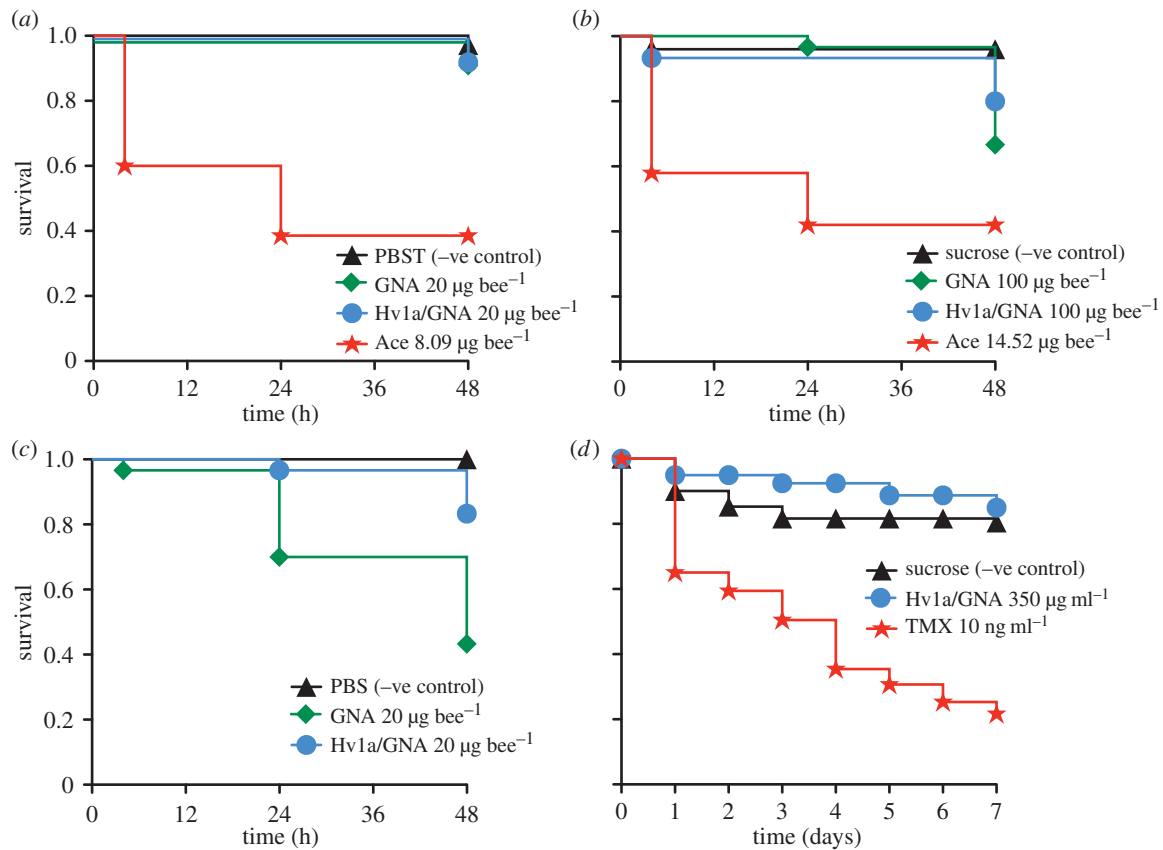 (a)
1.0
0.8
0.6
0.4
0.2
0
survival
PBST (–ve control)
GNA 20 µg bee⁻¹
Hv1a/GNA 20 µg bee⁻¹
Ace 8.09 µg bee⁻¹
0 12 24 36 48
time (h)
(b)
sucrose (–ve control)
GNA 100 µg bee⁻¹
Hv1a/GNA 100 µg bee⁻¹
Ace 14.52 µg bee⁻¹
0 12 24 36 48
time (h)
(c)
1.0
0.8
0.6
0.4
0.2
0
survival
PBS (–ve control)
GNA 20 µg bee⁻¹
Hv1a/GNA 20 µg bee⁻¹
0 12 24 36 48
time (h)
(d)
sucrose (–ve control)
Hv1a/GNA 350 µg ml⁻¹
TMX 10 ng ml⁻¹
0 1 2 3 4 5 6 7
time (days)